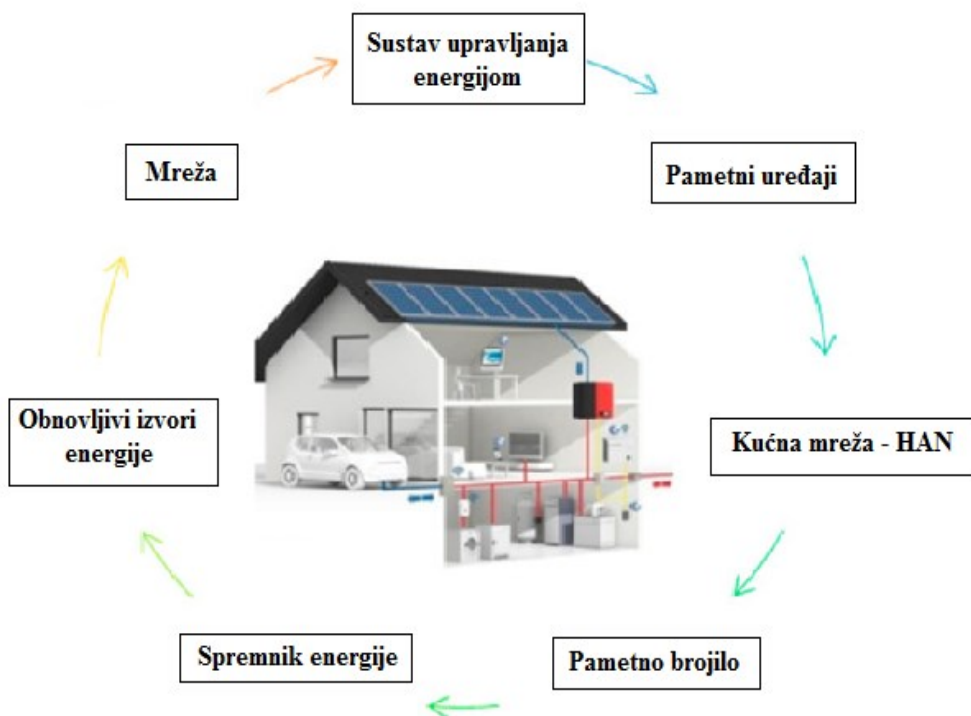 Sustav upravljanja
energijom
Mreža
Pametni uređaji
Obnovljivi izvori
energije
Kućna mreža - HAN
Spremnik energije
Pametno brojilo